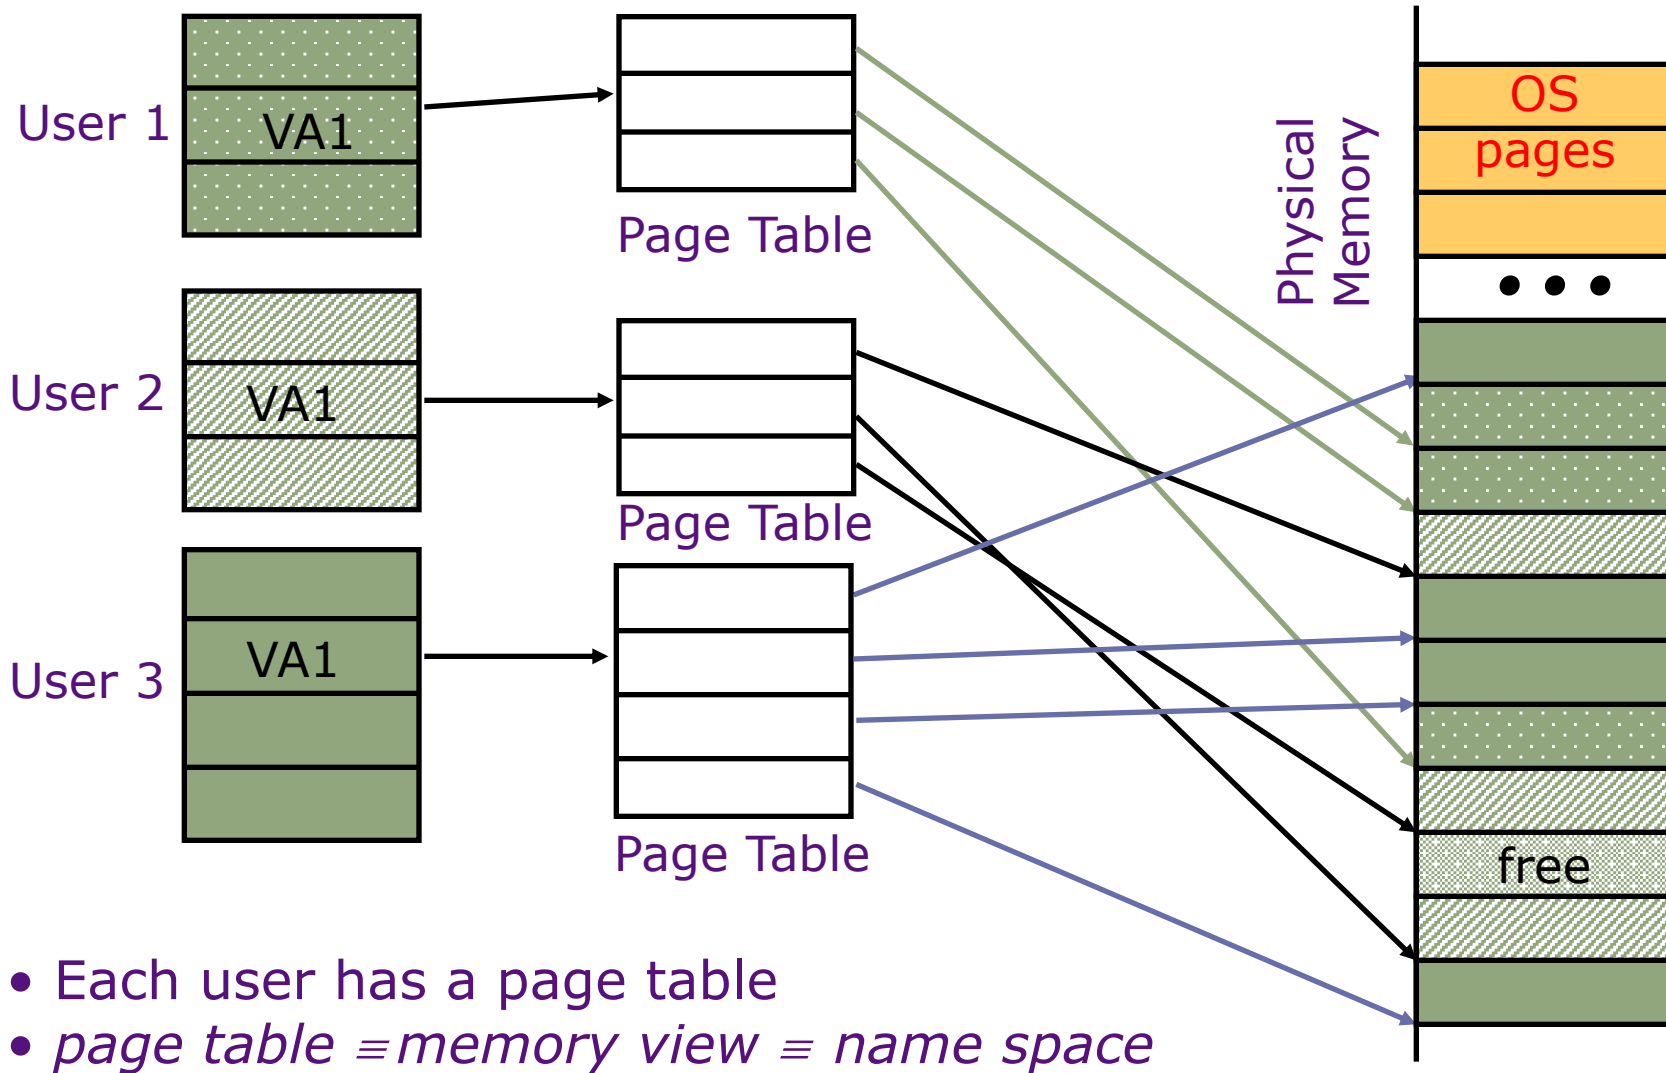 User 1
VA1
Page Table
Physical
Memory
OS
pages
• • •
User 2
VA1
Page Table
User 3
VA1
Page Table
free
• Each user has a page table
• page table ≡ memory view ≡ name space